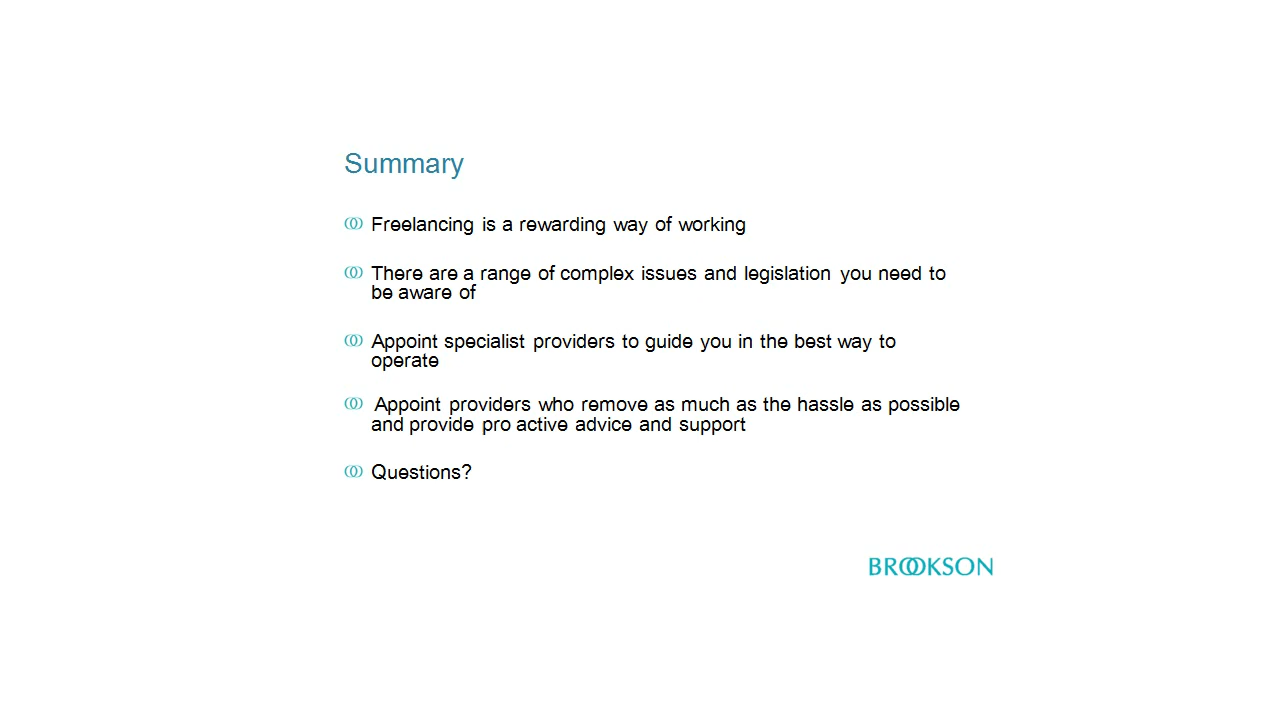 Summary
Freelancing is a rewarding way of working
There are a range of complex issues and legislation you need to
be aware of
Appoint specialist providers to guide you in the best way to
operate
Appoint providers who remove as much as the hassle as possible
and provide pro active advice and support
Questions?
BROOKSON